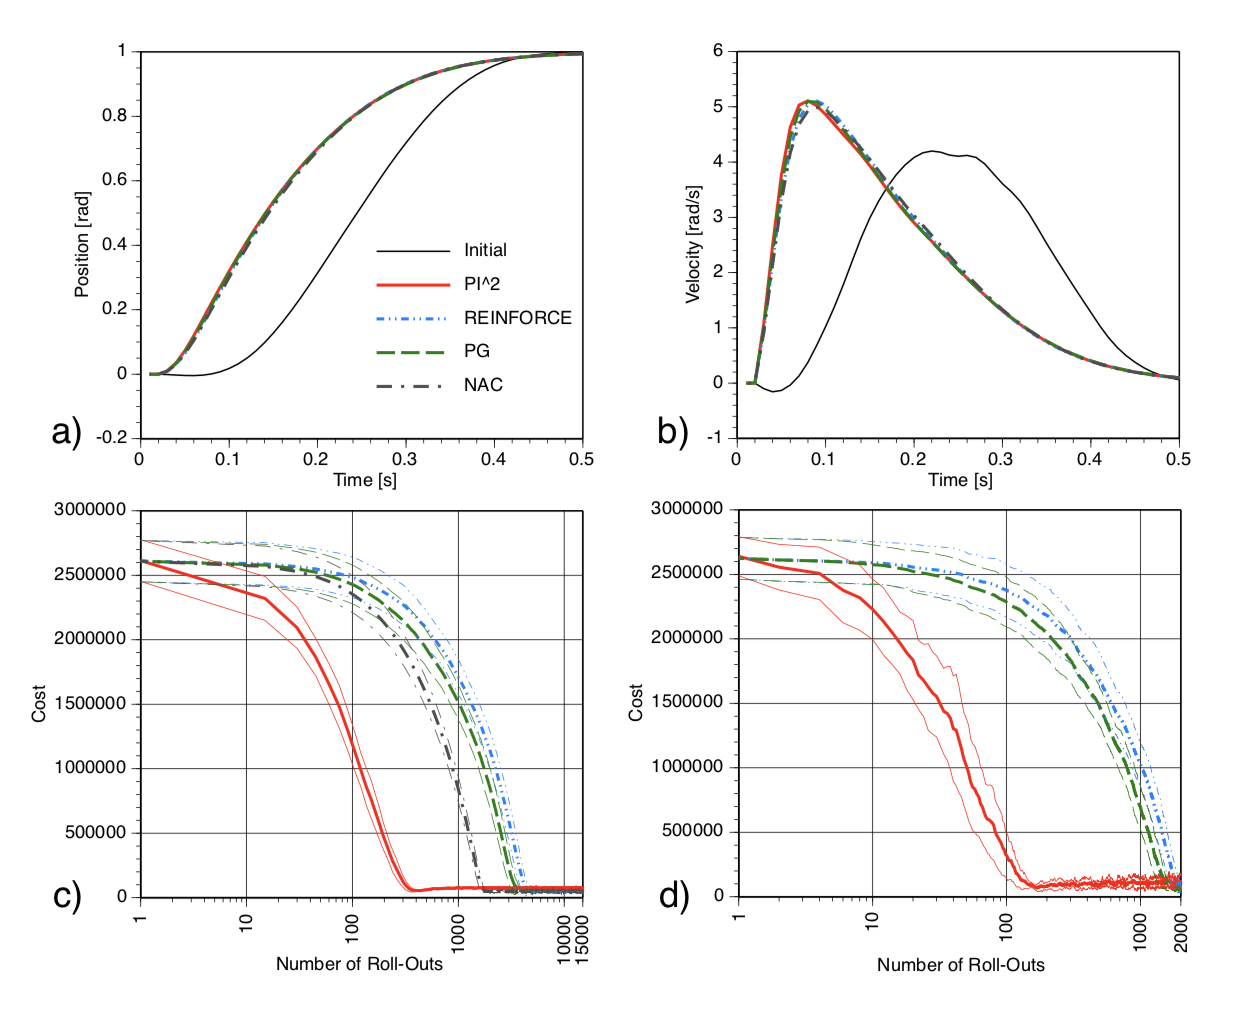 1
0.8
0.6
0.4
0.2
0
-0.2
Position [rad]
0 0.1 0.2 0.3 0.4 0.5
Time [s]
Initial
PI^2
REINFORCE
PG
NAC
a)
6
5
4
3
2
1
0
-1
Velocity [rad/s]
0 0.1 0.2 0.3 0.4 0.5
Time [s]
b)
3000000
2500000
2000000
1500000
1000000
500000
0
Cost
1 10 100 1000 10000 15000
Number of Roll-Outs
c)
3000000
2500000
2000000
1500000
1000000
500000
0
Cost
1 10 100 1000 2000
Number of Roll-Outs
d)